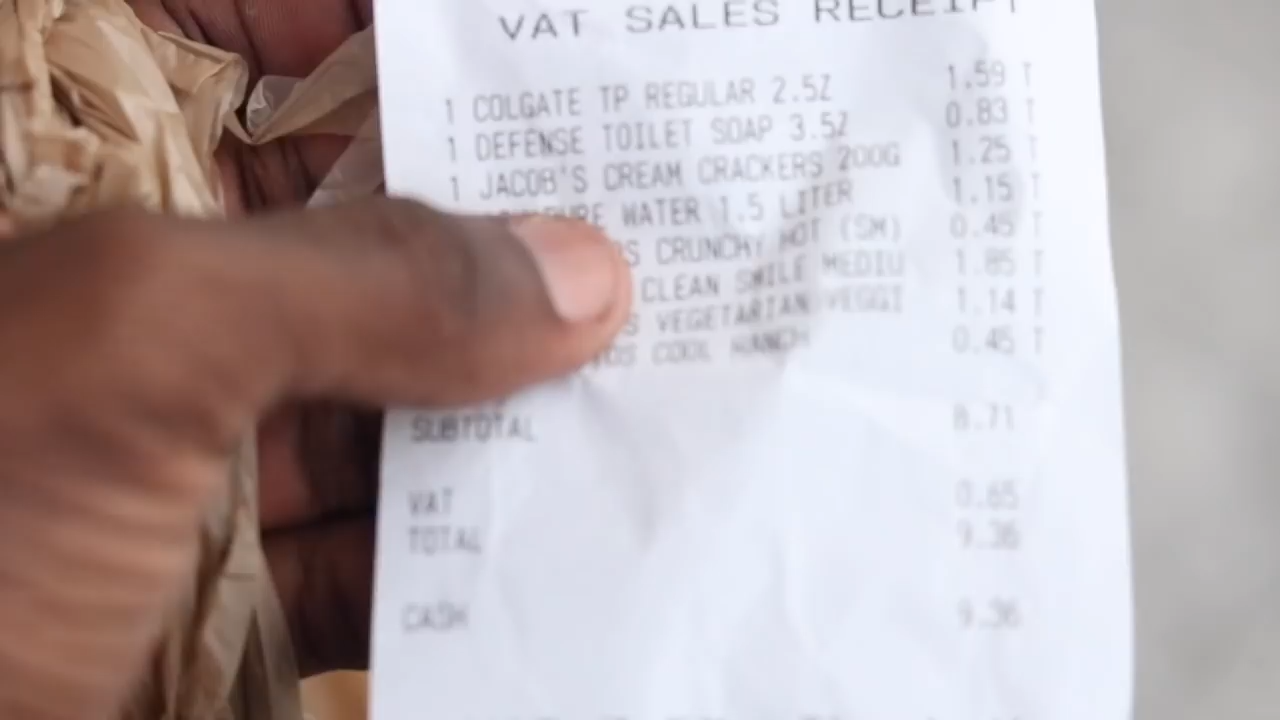 VAT SALES RECEIPT
1 COLGATE TP REGULAR 2.5Z 1.59 T
1 DEFENSE TOILET SOAP 3.5Z 0.83 T
1 JACOB'S CREAM CRACKERS 200G 1.25 T
WATER 1.5 LITER 1.15 T
CRUNCHY HOT (SM) 0.45 T
CLEAN SMILE MEDIU 1.85 T
VEGETARIAN VEGGI 1.14 T
COOL RANCH 0.45 T
SUBTOTAL 8.71
VAT 0.65
TOTAL 9.36
CASH 9.36